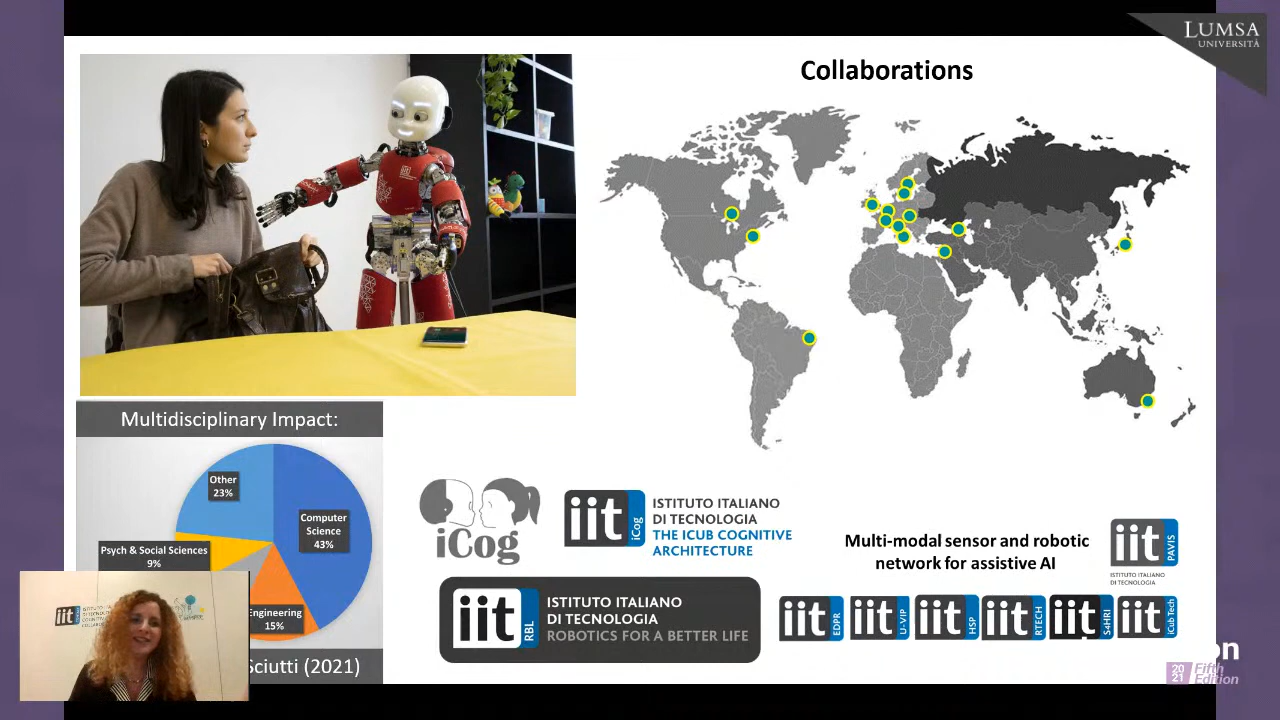 LUMSA
UNIVERSITÀ
Collaborations
Multidisciplinary Impact:
Other
23%
Computer
Science
43%
Psych & Social Sciences
9%
Engineering
15%
Sciutti (2021)
iCog
iit iCog
ISTITUTO ITALIANO
DI TECNOLOGIA
THE ICUB COGNITIVE
ARCHITECTURE
iit RBL
ISTITUTO ITALIANO
DI TECNOLOGIA
ROBOTICS FOR A BETTER LIFE
Multi-modal sensor and robotic
network for assistive AI
iit PAVIS
ISTITUTO ITALIANO
DI TECNOLOGIA
iit EDPR
iit U-VIP
iit HSP
iit RTECH
iit S4HRI
iit iCub Tech
iit
on
20
21
Fifth
Edition